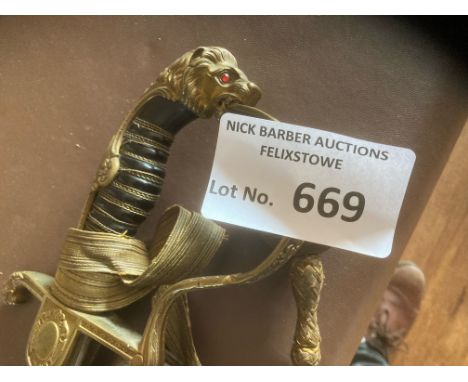 NICK BARBER AUCTIONS
FELIXSTOWE
Lot No. 669